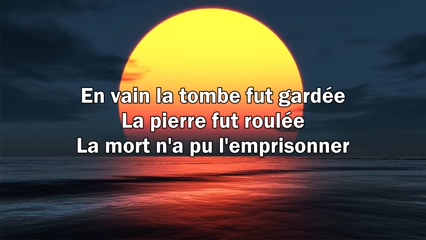 En vain la tombe fut gardée
La pierre fut roulée
La mort n'a pu l'emprisonner